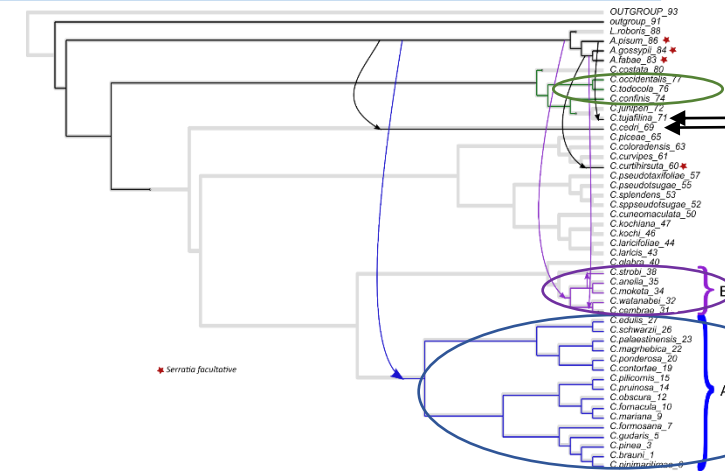 OUTGROUP_93
outgroup_91
L.roboris_88
A.pisum_86
A.gossypii_84
A.fabae_83
C.costata_80
C.occidentalis_77
C.todocola_76
C.confinis_74
C.juniperi_72
C.tujafilina_71
C.cedri_69
C.piceae_65
C.coloradensis_63
C.curvipes_61
C.curtihirsuta_60
C.pseudotaxifoliae_57
C.pseudotsugae_55
C.splendens_53
C.sppseudotsugae_52
C.cuneomaculata_50
C.kochiana_47
C.kochi_46
C.laricifoliae_44
C.laricis_43
C.glabra_40
C.strobi_38
C.anelia_35
C.moketa_34
C.watanabei_32
C.cembrae_31
C.edulis_27
C.schwarzii_26
C.palaestinensis_23
C.magrhebica_22
C.ponderosa_20
C.contortae_19
C.pilicornis_15
C.pruinosa_14
C.obscura_12
C.fornacula_10
C.mariana_9
C.formosana_7
C.gudaris_5
C.pinea_3
C.brauni_1
Serratia facultative